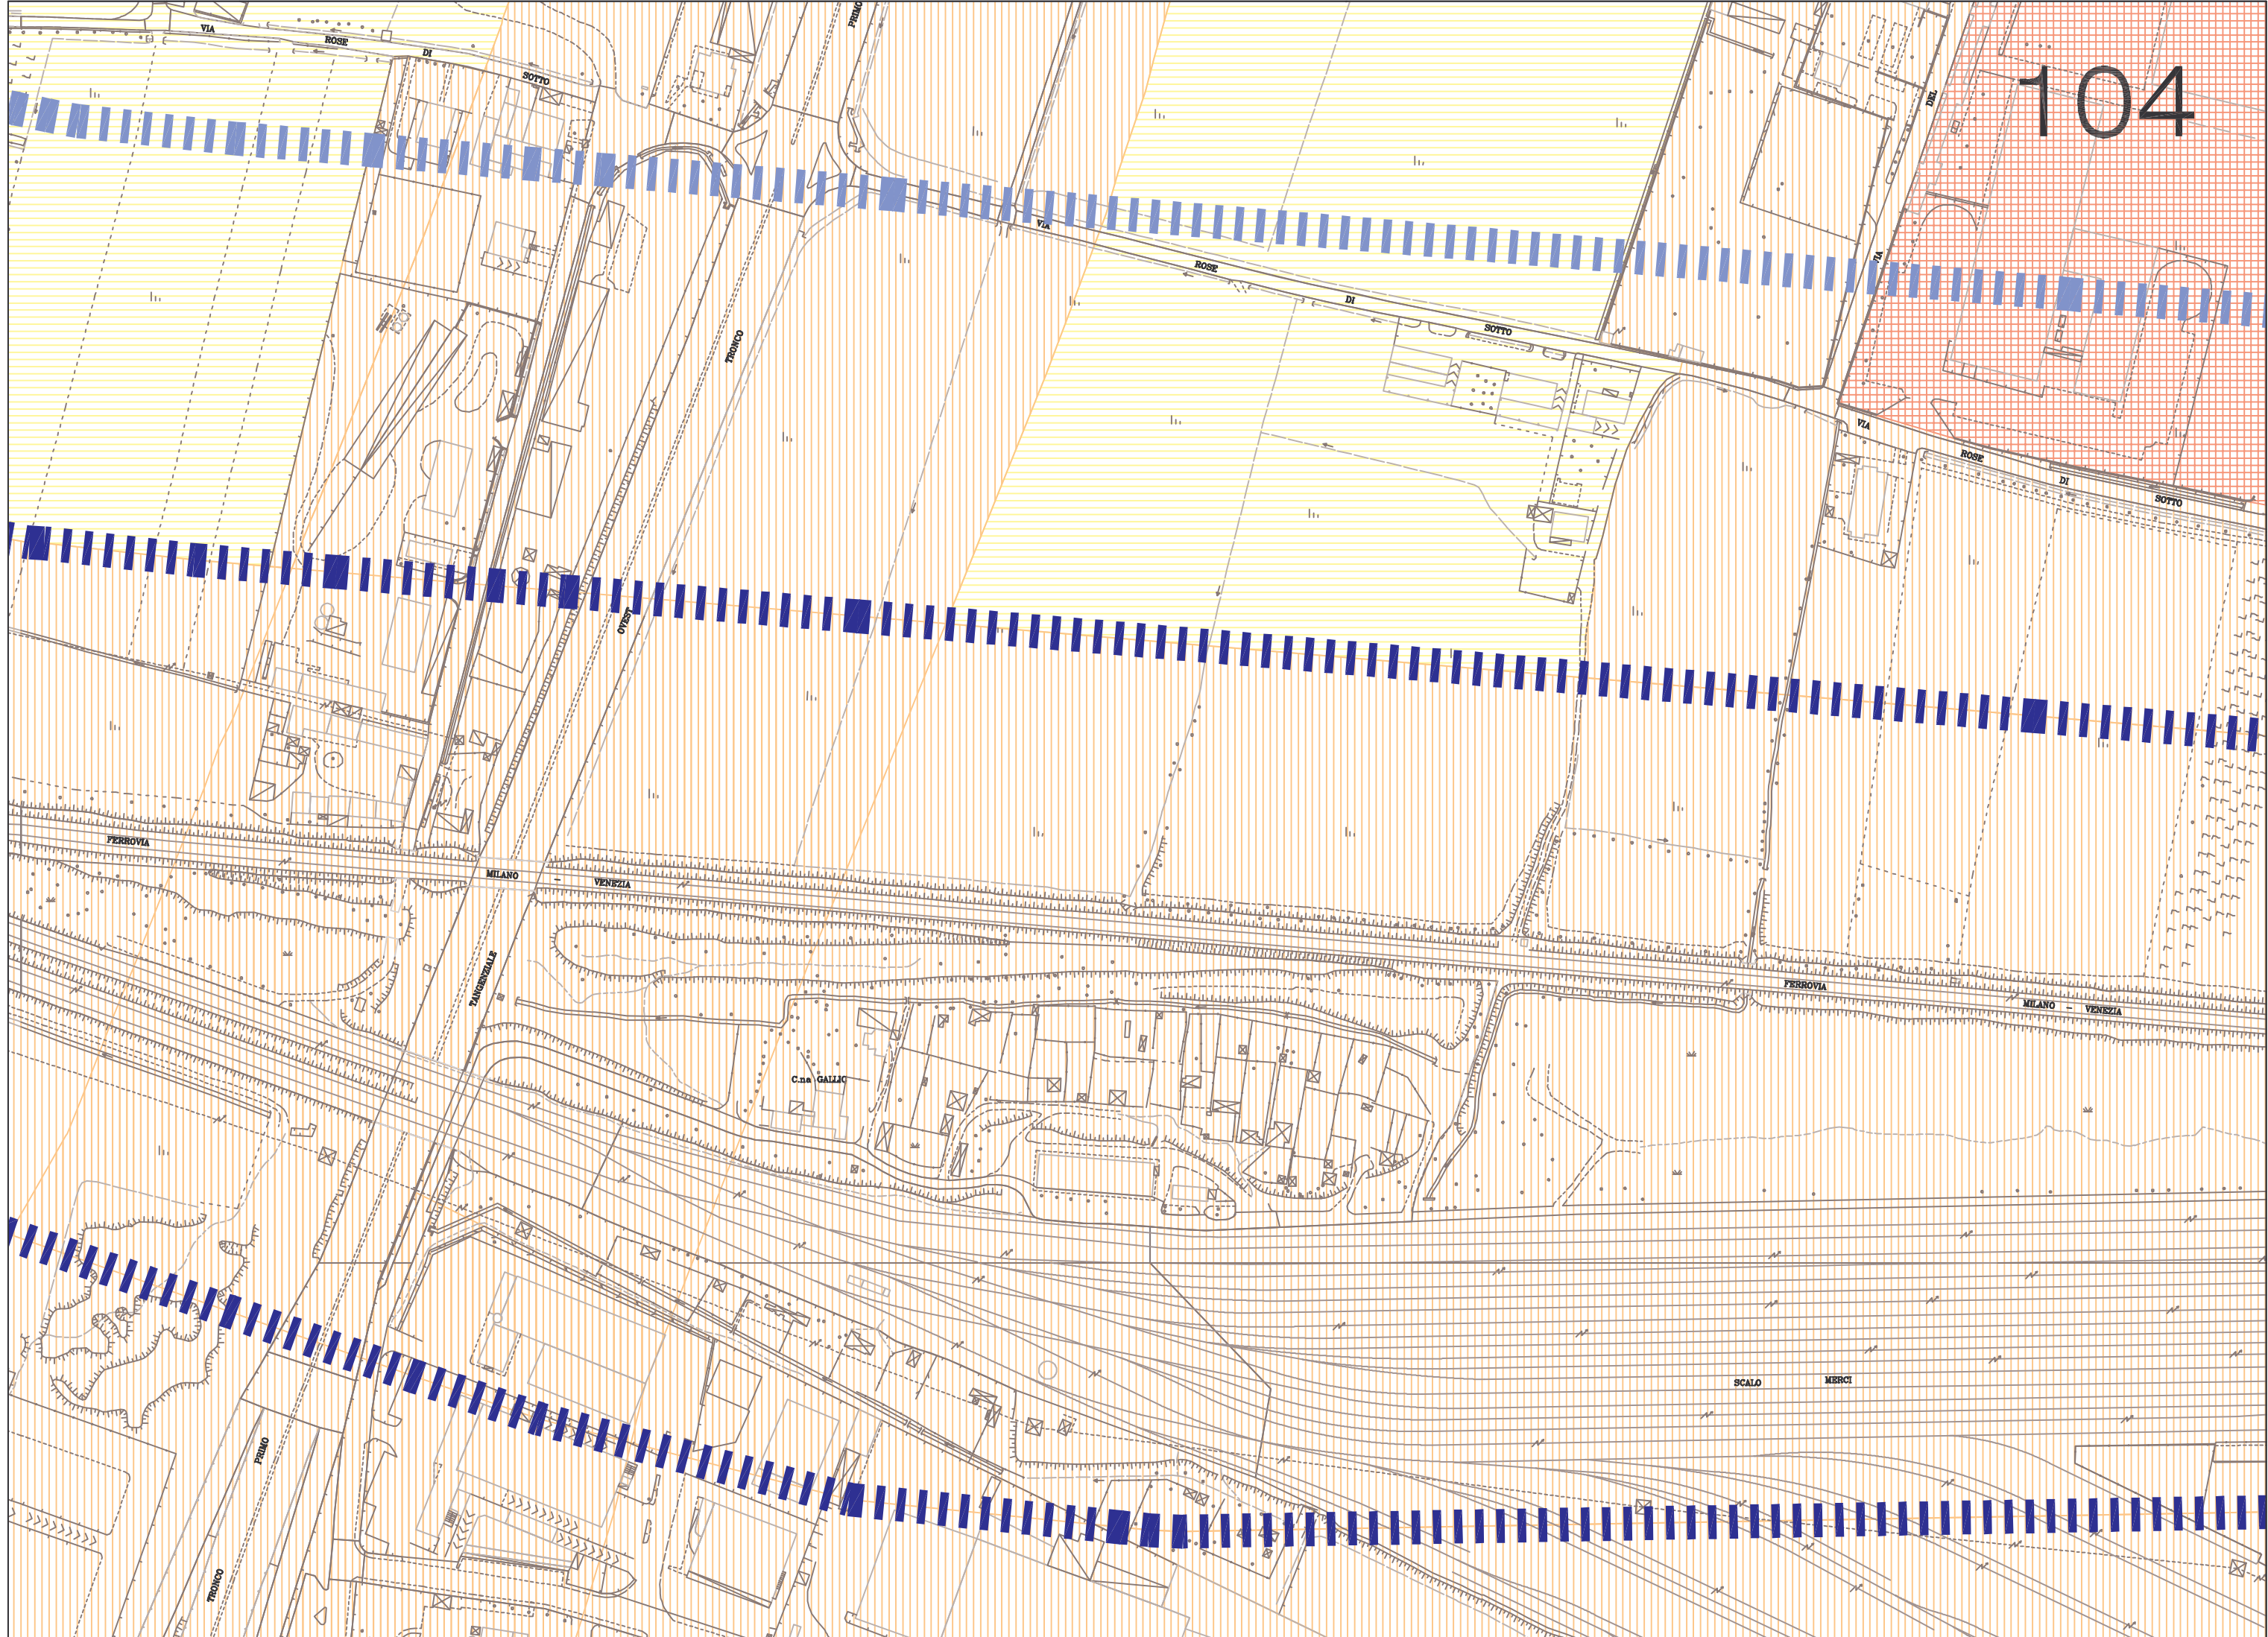 PRIMO
VIA
ROSE
DI
SOTTO
DEL
104
VIA
VIA
ROSE
DI
SOTTO
TRONCO
VIA
ROSE
DI
SOTTO
OVEST
FERROVIA
MILANO – VENEZIA
TANGENZIALE
FERROVIA
MILANO – VENEZIA
C.na GALLIC
SCALO MERCI
PRIMO
TRONCO